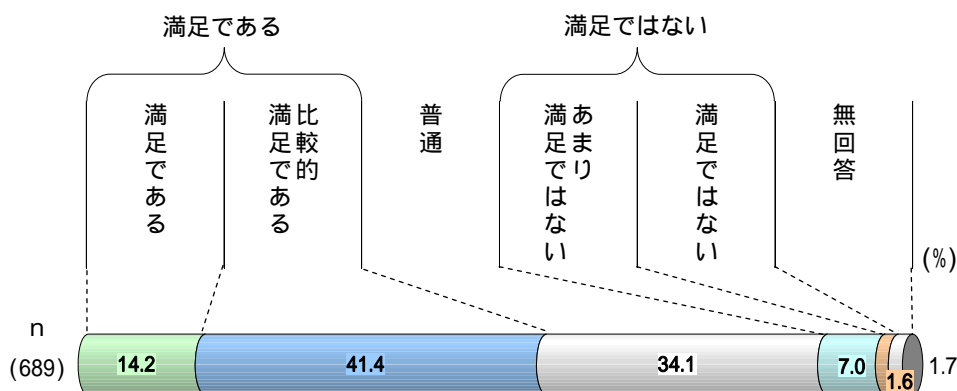 満足である
満足ではない
満足である
比較的
満足である
普通
あまり
満足ではない
満足ではない
無回答
(%)
n
(689)
14.2
41.4
34.1
7.0
1.6
1.7